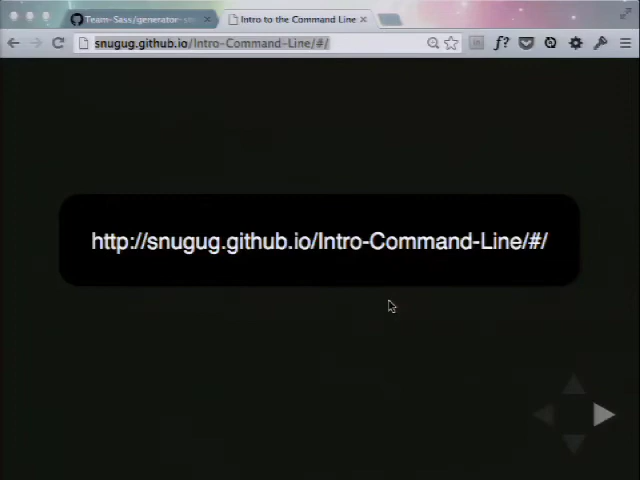 Team-Sass/generator-st
Intro to the Command Line
snugug.github.io/Intro-Command-Line/#/
f?
http://snugug.github.io/Intro-Command-Line/#/